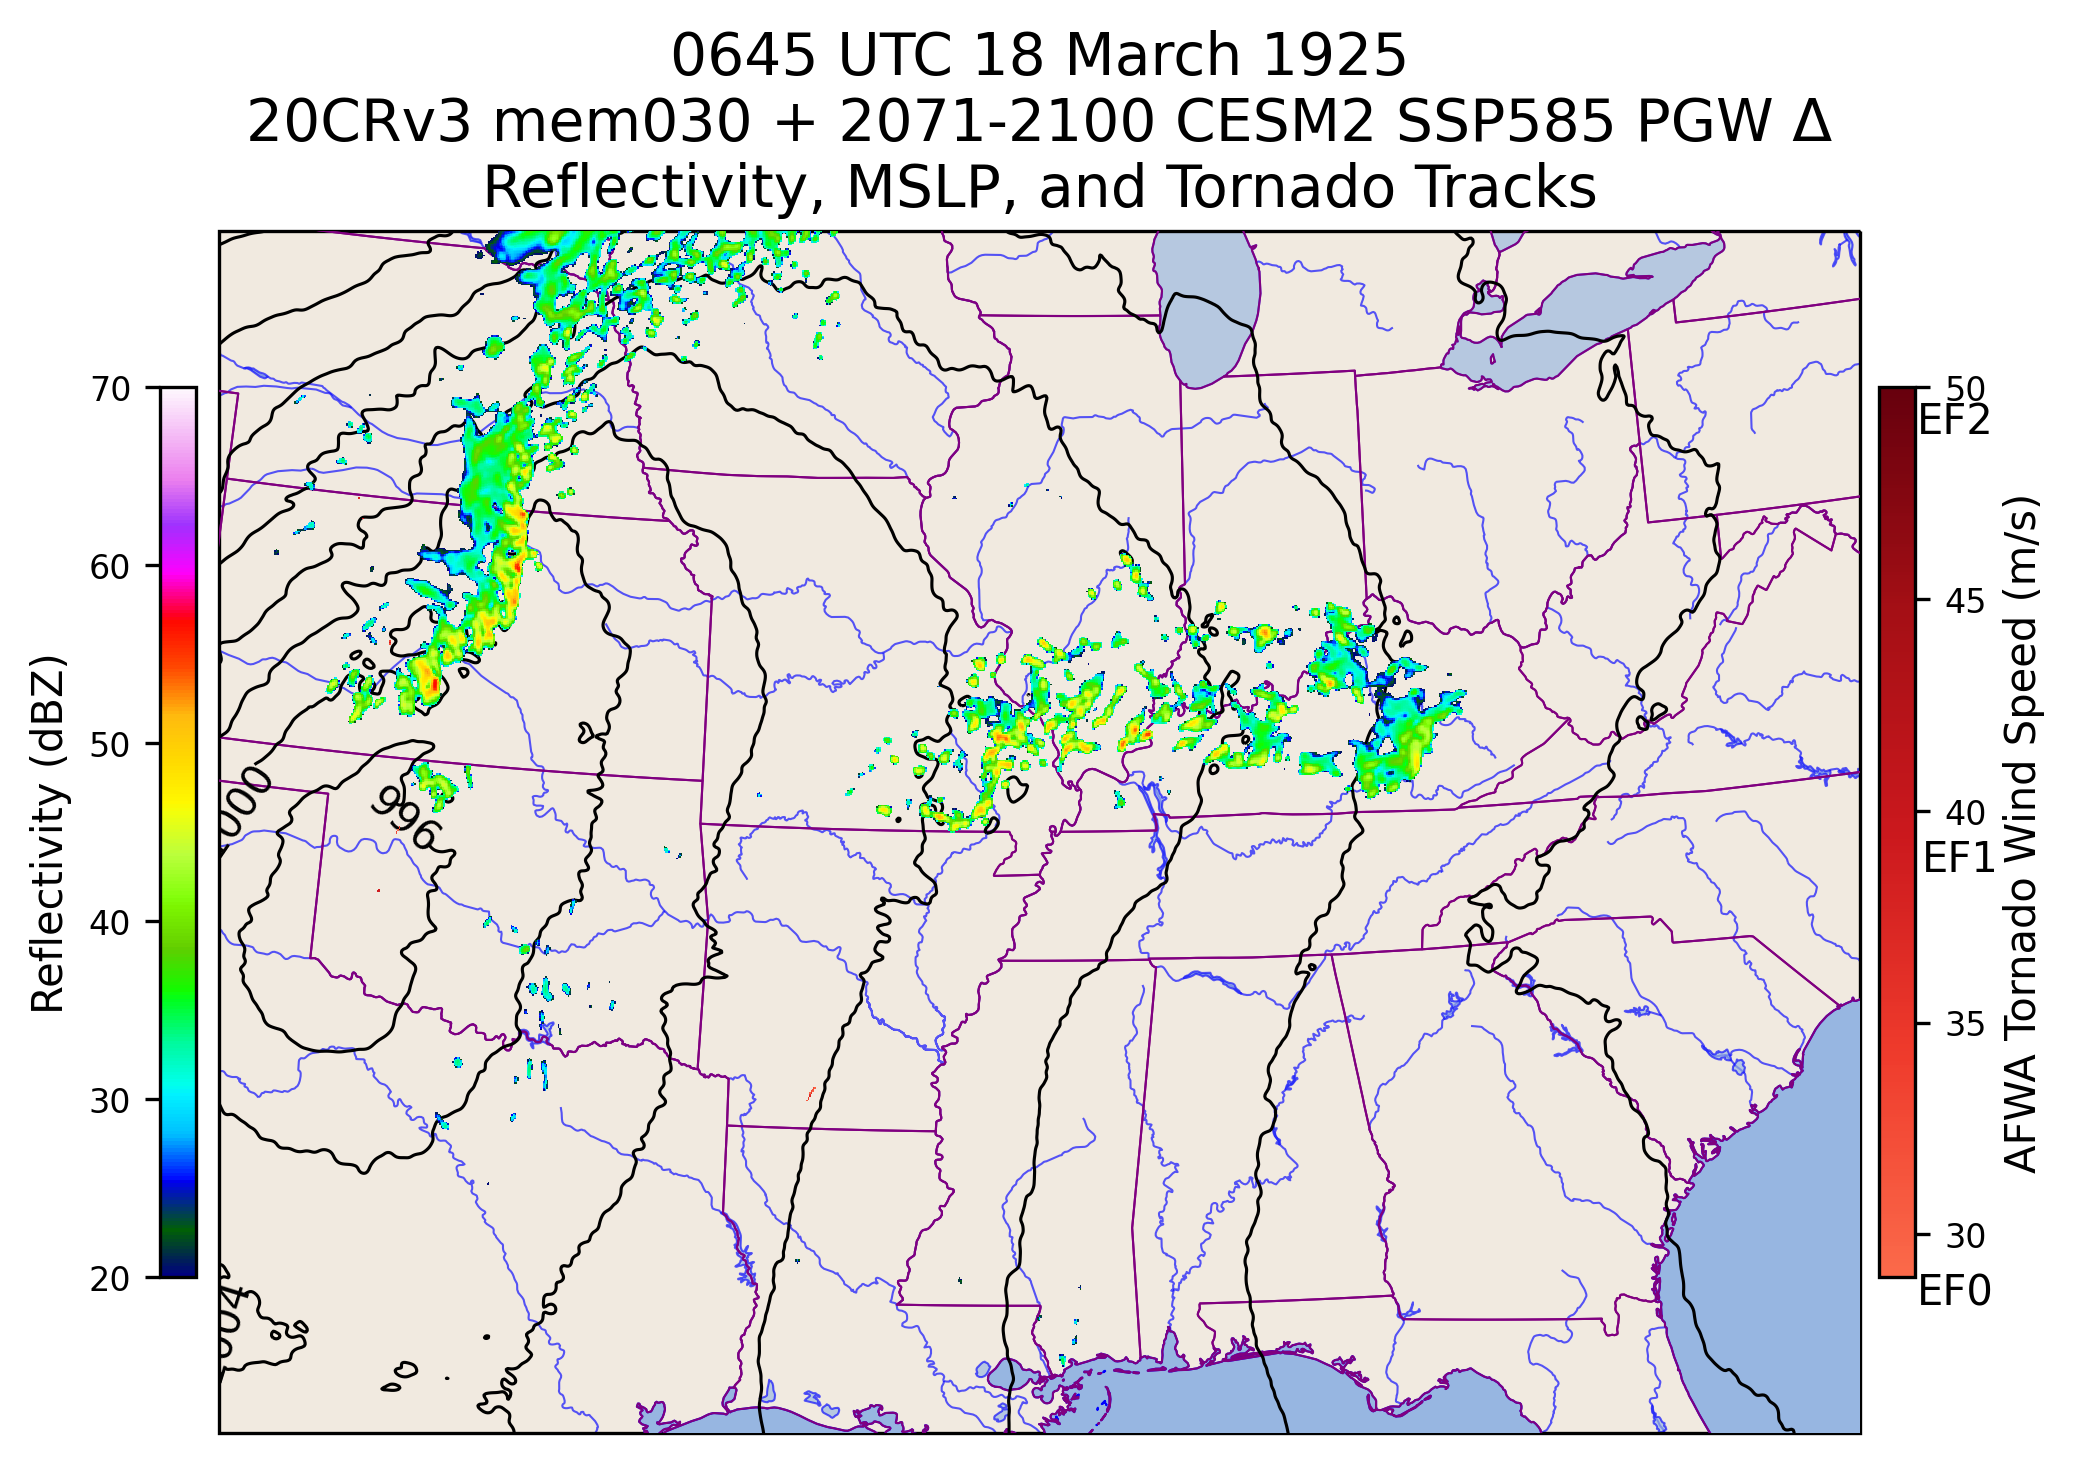 0645 UTC 18 March 1925
20CRv3 mem030 + 2071-2100 CESM2 SSP585 PGW Δ
Reflectivity, MSLP, and Tornado Tracks
Reflectivity (dBZ)
70
60
50
40
30
20
000
996
004
50
EF2
45
40
EF1
35
30
EF0
AFWA Tornado Wind Speed (m/s)